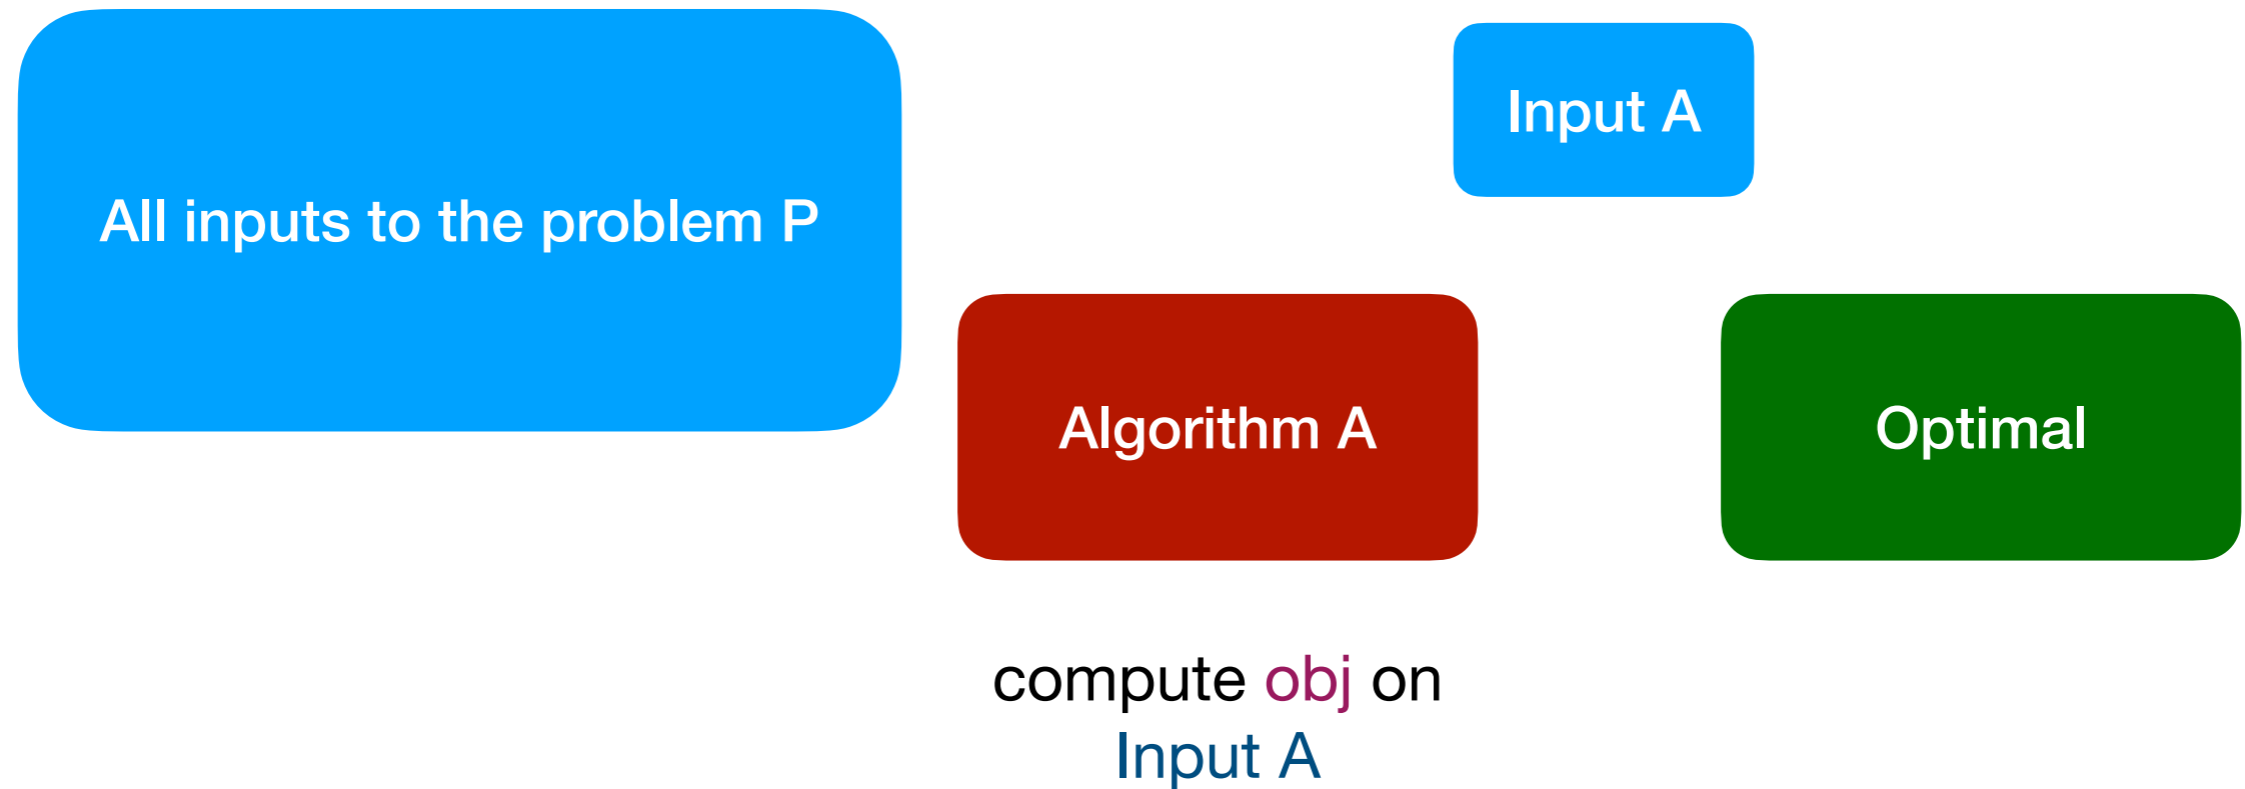 All inputs to the problem P
Input A
Algorithm A
Optimal
compute obj on
Input A